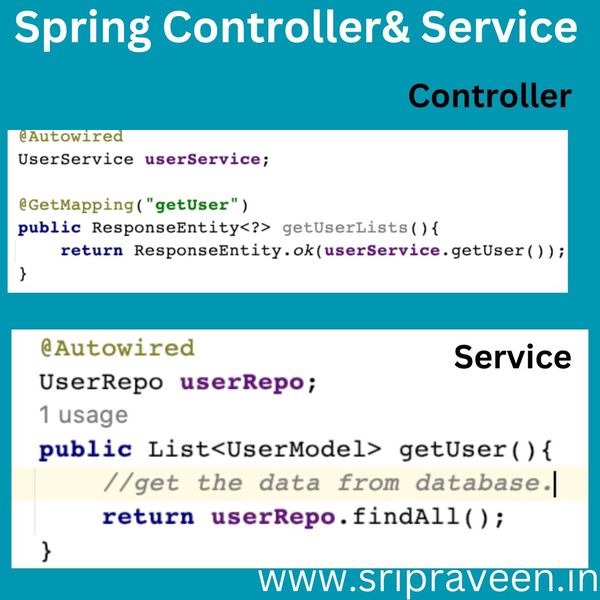 Spring Controller& Service
Controller
@Autowired
UserService userService;
@GetMapping("getUser")
public ResponseEntity<?> getUserLists(){
return ResponseEntity.ok(userService.getUser());
}
@Autowired
Service
UserRepo userRepo;
1 usage
public List<UserModel> getUser(){
//get the data from database.
return userRepo.findAll();
}
www.sripraveen.in